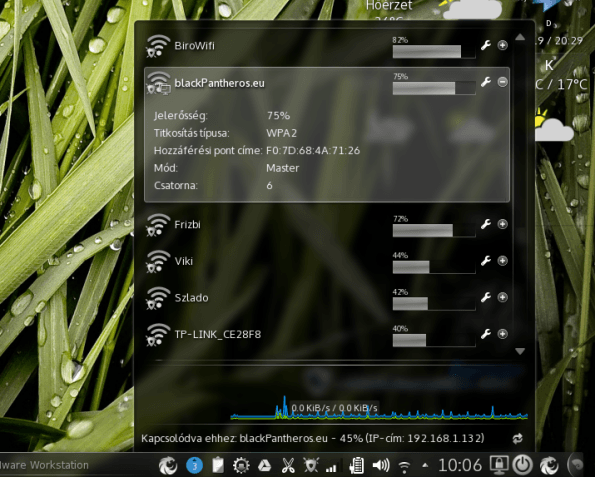 Hőérzet
BiroWifi
82%
D
9 / 20:29
blackPantheros.eu
75%
K
C / 17°C
Jelerősség: 75%
Titkosítás típusa: WPA2
Hozzáférési pont címe: F0:7D:68:4A:71:26
Mód: Master
Csatorna: 6
Frizbi
72%
Viki
44%
Szlado
42%
TP-LINK_CE28F8
40%
0.0 KiB/s / 0.0 KiB/s
Kapcsolódva ehhez: blackPantheros.eu - 45% (IP-cím: 192.168.1.132)
lware Workstation
3
10:06